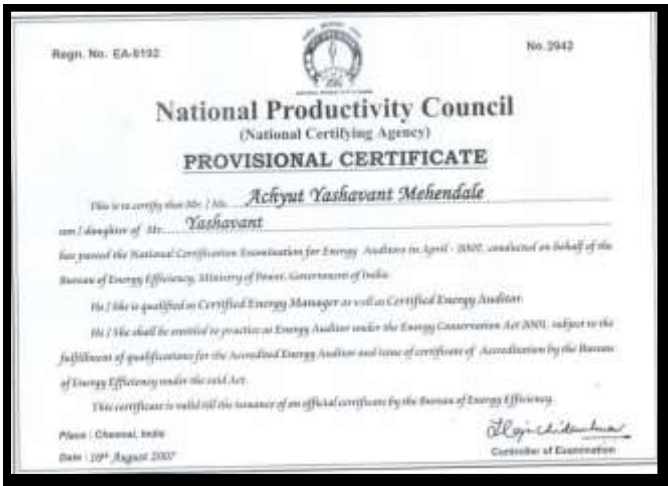 Regn. No. EA-8192
No. 2942
National Productivity Council
(National Certifying Agency)
PROVISIONAL CERTIFICATE
This is to certify that Mr. / Ms. Achyut Yashavant Mehendale
son / daughter of Mr. Yashavant
has passed the National Certification Examination for Energy Auditors in April - 2007, conducted on behalf of the
Bureau of Energy Efficiency, Ministry of Power, Government of India.
He / She is qualified as Certified Energy Manager as well as Certified Energy Auditor.
He / She shall be entitled to practice as Energy Auditor under the Energy Conservation Act 2001, subject to the
fulfillment of qualifications for the Accredited Energy Auditor and issue of certificate of Accreditation by the Bureau
of Energy Efficiency under the said Act.
This certificate is valid till the issuance of an official certificate by the Bureau of Energy Efficiency.
Place : Chennai, India
Controller of Examination
Date : 10th August 2007